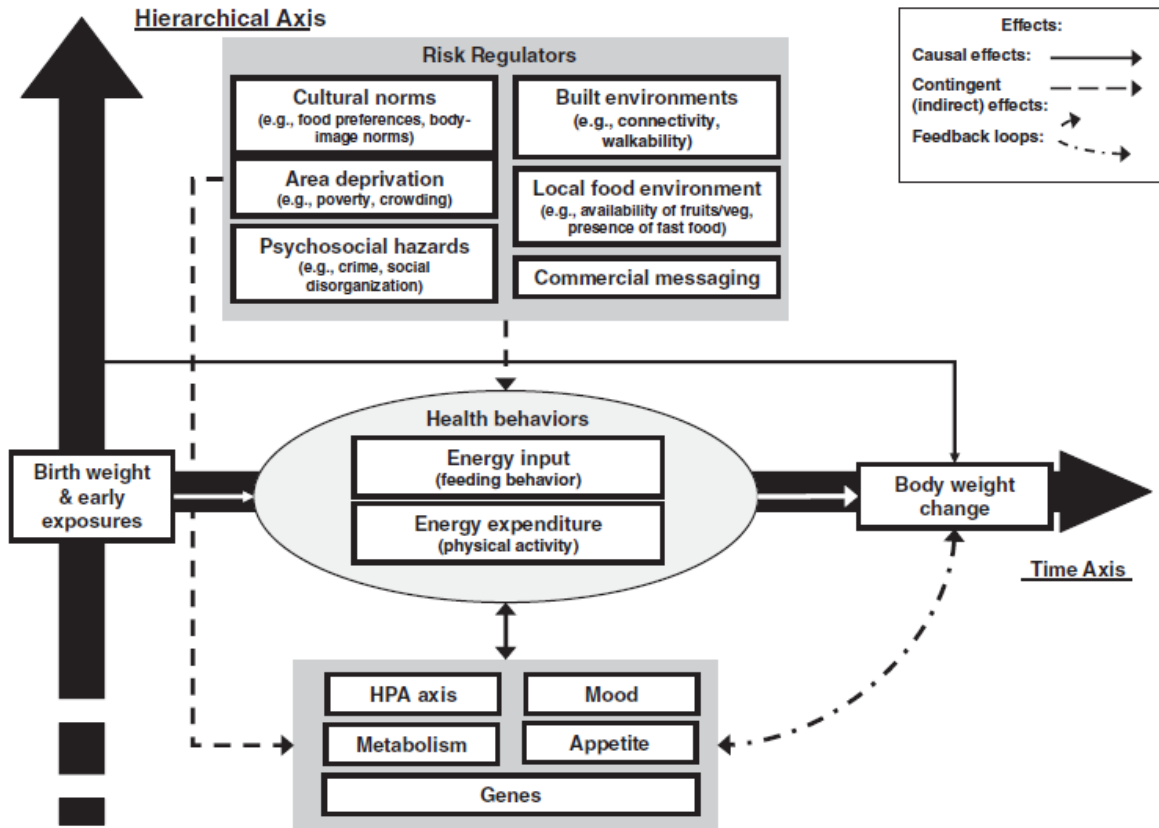 Hierarchical Axis
Risk Regulators
Cultural norms
(e.g., food preferences, body-
image norms)
Area deprivation
(e.g., poverty, crowding)
Psychosocial hazards
(e.g., crime, social
disorganization)
Built environments
(e.g., connectivity,
walkability)
Local food environment
(e.g., availability of fruits/veg,
presence of fast food)
Commercial messaging
Effects:
Causal effects:
Contingent
(indirect) effects:
Feedback loops:
Birth weight
& early
exposures
Health behaviors
Energy input
(feeding behavior)
Energy expenditure
(physical activity)
Body weight
change
Time Axis
HPA axis
Mood
Metabolism
Appetite
Genes